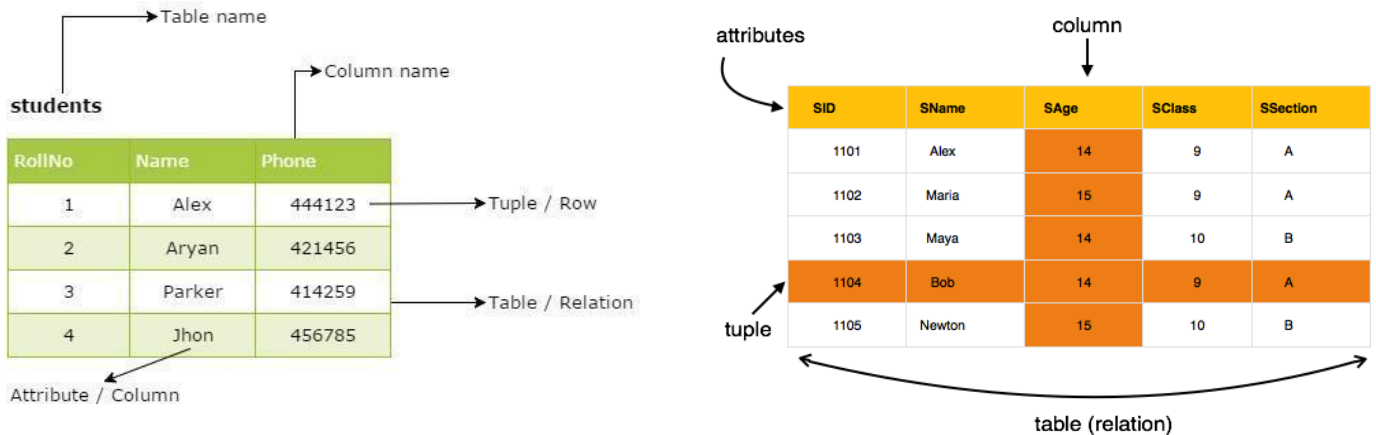 Table name
Column name
students
RollNo Name Phone
1 Alex 444123
Tuple / Row
2 Aryan 421456
3 Parker 414259
Table / Relation
4 Jhon 456785
Attribute / Column
column
attributes
SID SName SAge SClass SSection
1101 Alex 14 9 A
1102 Maria 15 9 A
1103 Maya 14 10 B
1104 Bob 14 9 A
tuple
1105 Newton 15 10 B
table (relation)